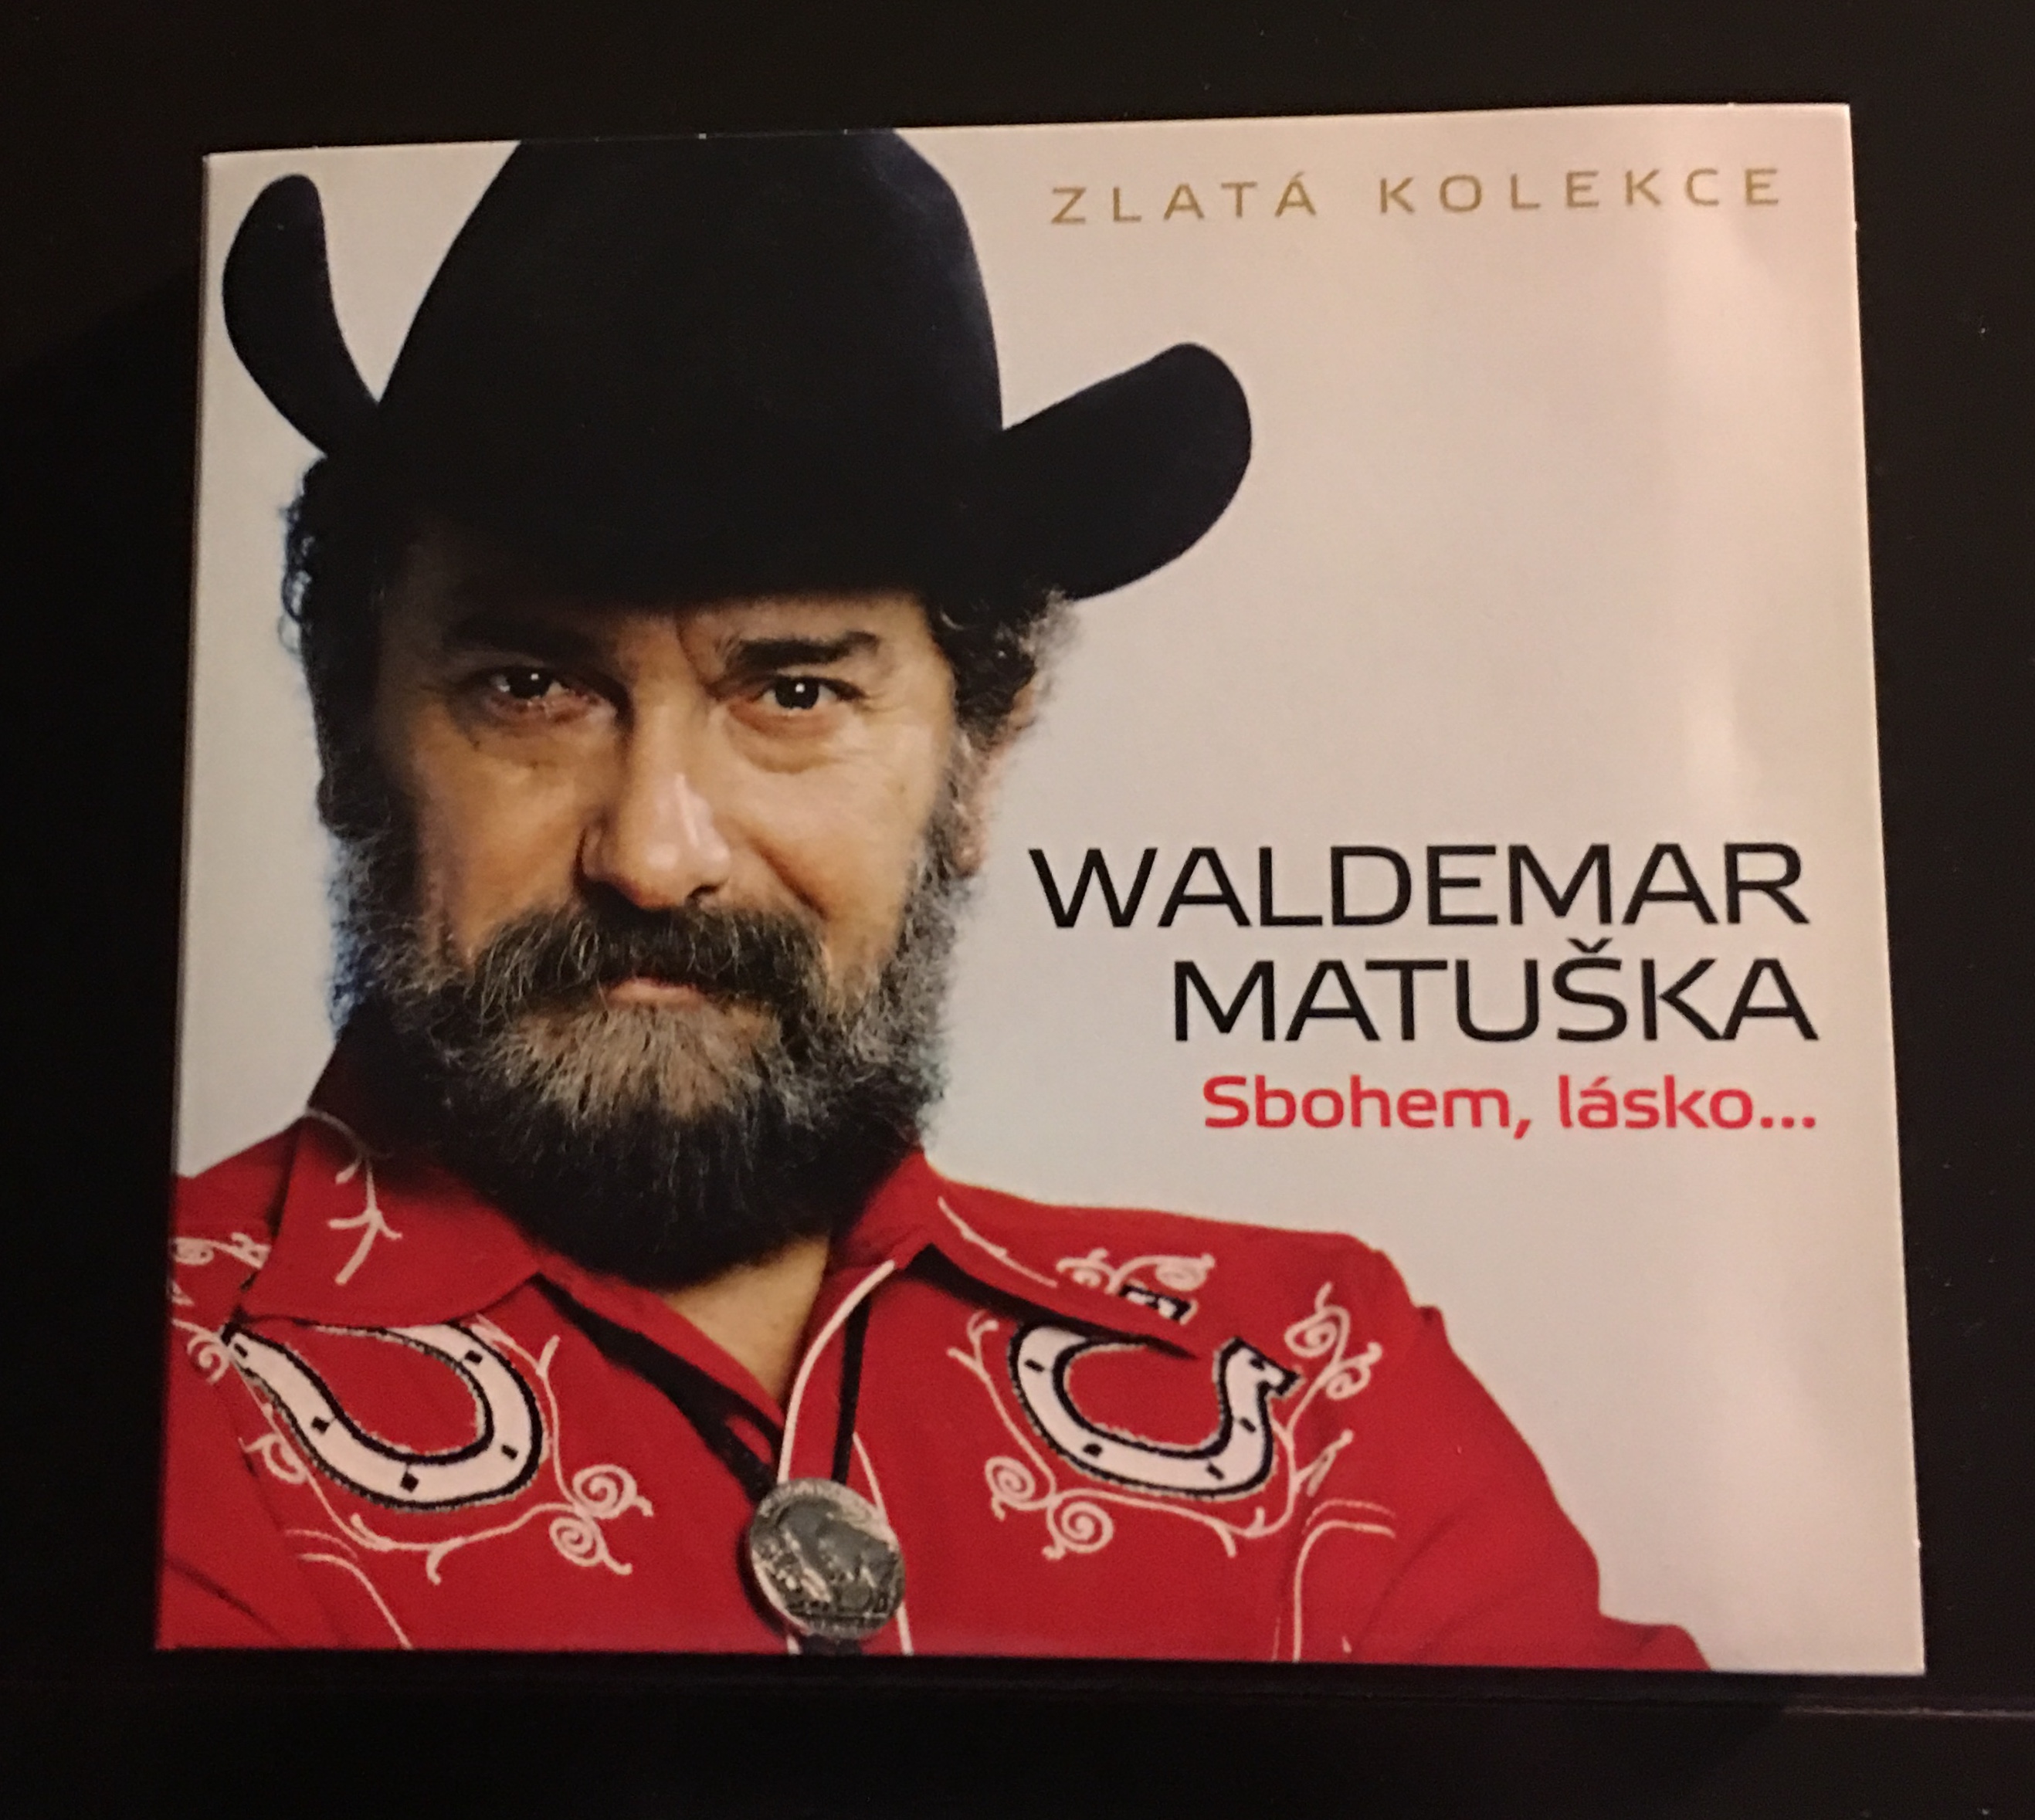 ZLATÁ KOLEKCE
WALDEMAR
MATUŠKA
Sbohem, lásko...